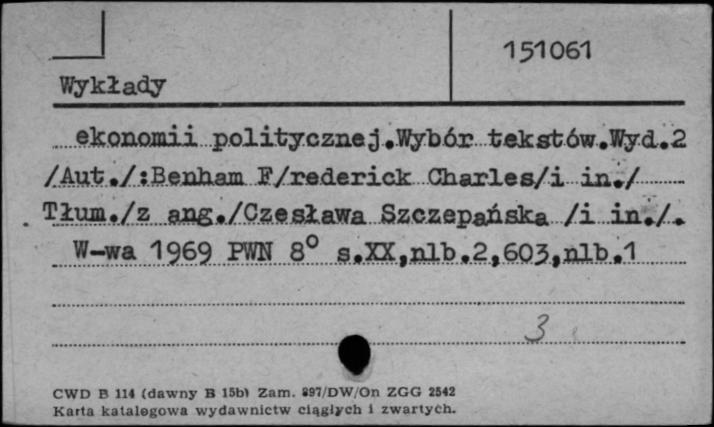 151061
Wykłady
ekonomii politycznej.Wybór tekstów.Wyd.2
/Aut./:Benham F/rederick Charles/i in./
Tłum./z ang./Czesława Szczepańska /i in./.
W-wa 1969 PWN 8° s.XX,nlb.2,603,nlb.1
3
CWD B 114 (dawny B 15b) Zam. 897/DW/On ZGG 2542
Karta katalogowa wydawnictw ciągłych i zwartych.